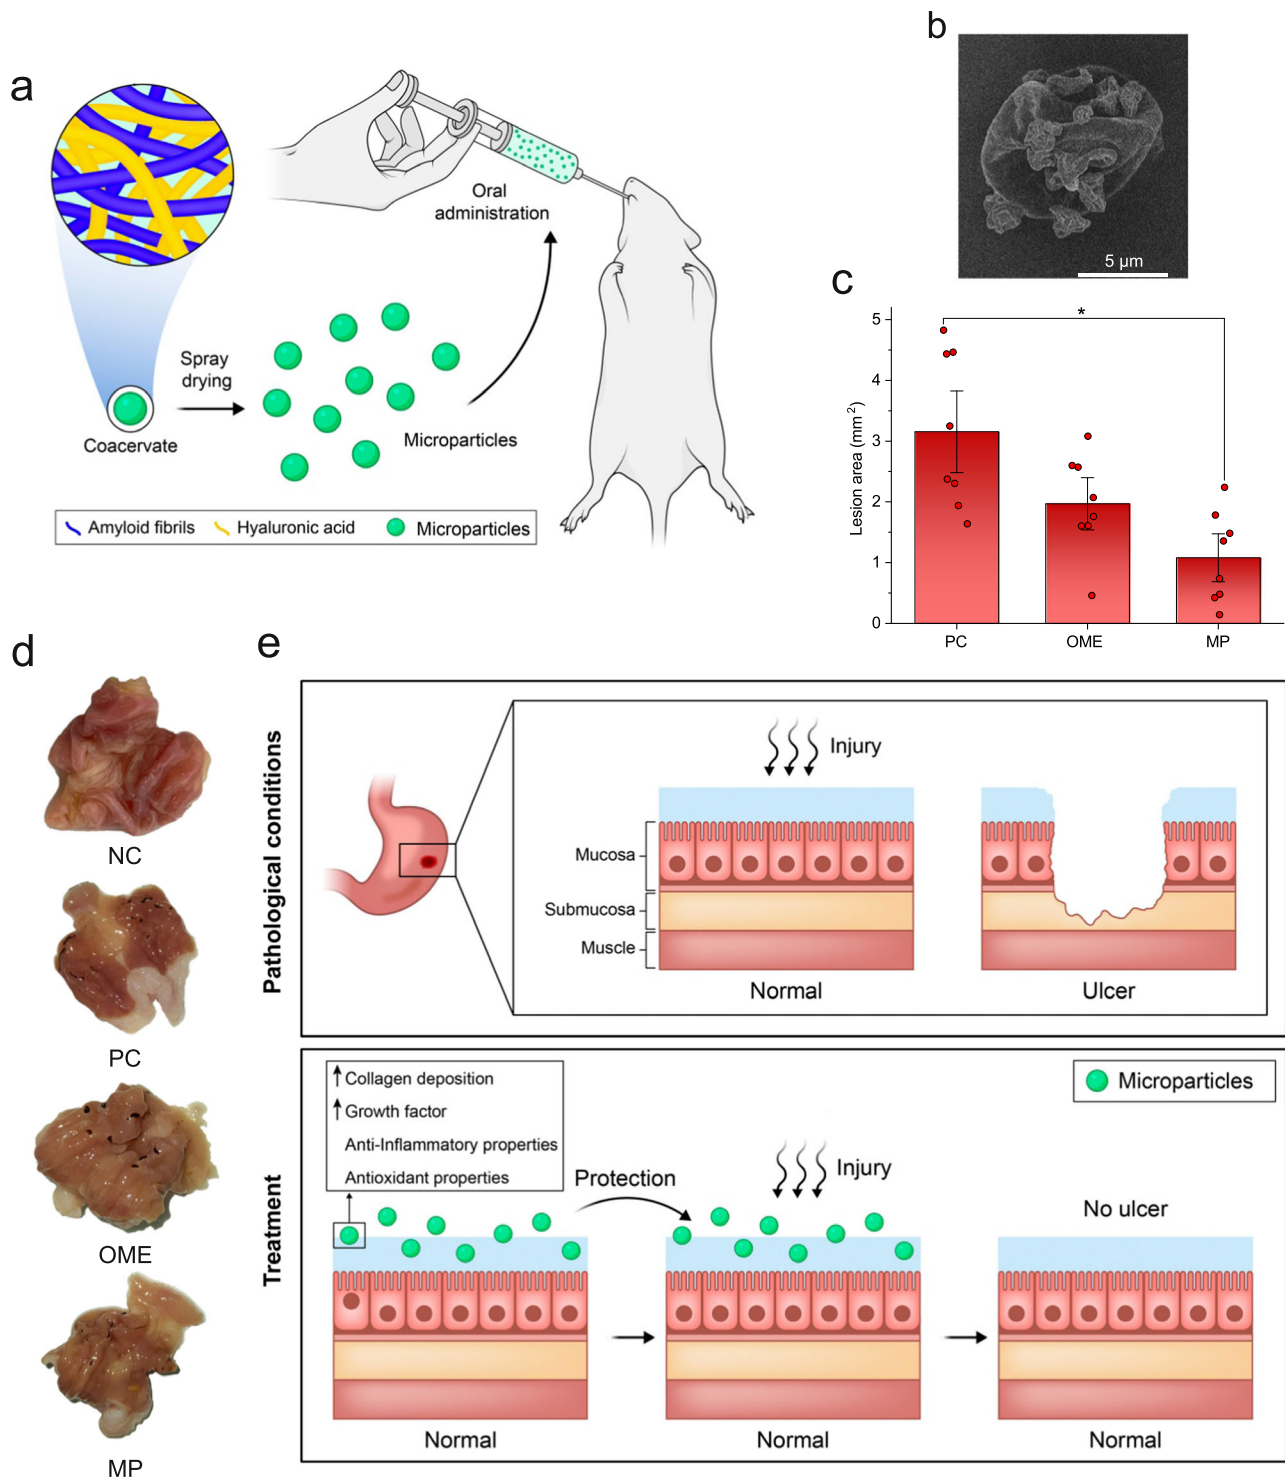 a
Oral
administration
Spray
drying
Coacervate
Microparticles
Amyloid fibrils
Hyaluronic acid
Microparticles
b
5 µm
c
*
5
4
3
2
1
0
Lesion area (mm²)
PC
OME
MP
d
NC
PC
OME
MP
e
Pathological conditions
Injury
Mucosa
Submucosa
Muscle
Normal
Ulcer
Treatment
Collagen deposition
Growth factor
Anti-Inflammatory properties
Antioxidant properties
Protection
Injury
Microparticles
No ulcer
Normal
Normal
Normal